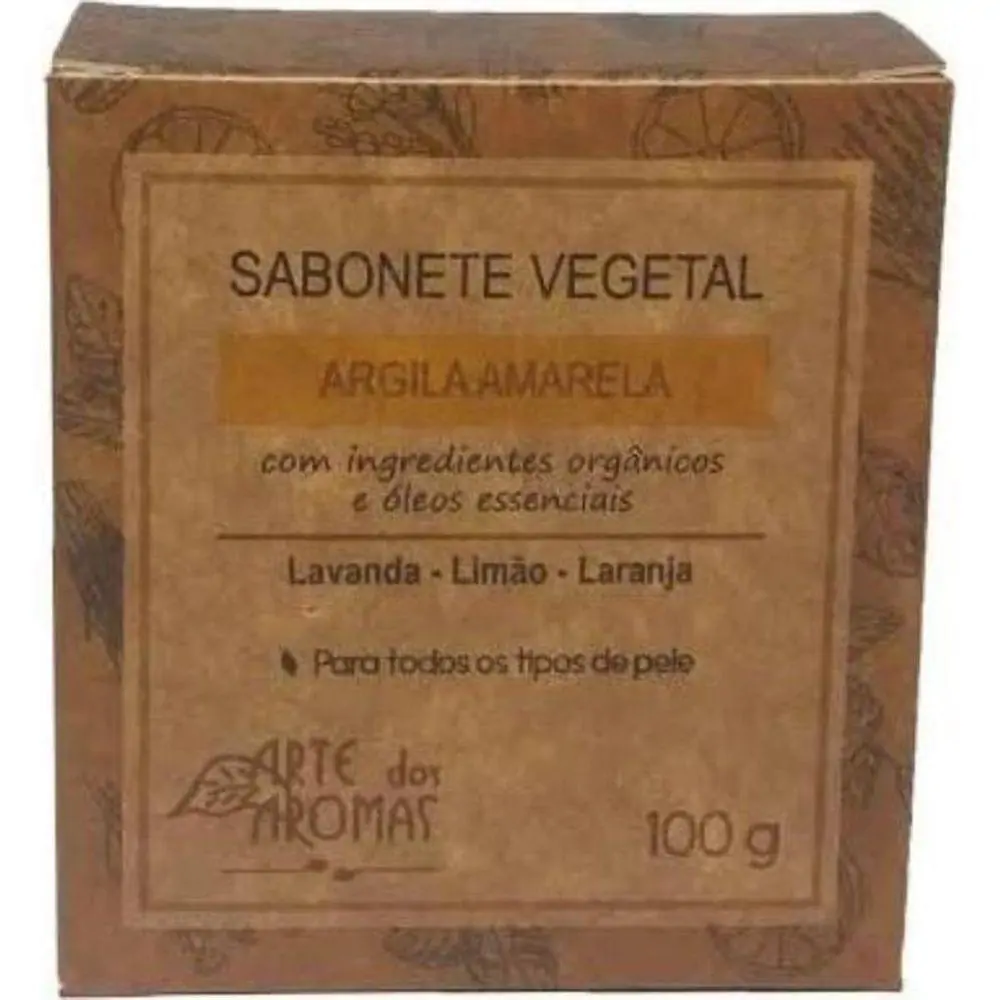 SABONETE VEGETAL
ARGILA AMARELA
com ingredientes orgânicos
e óleos essenciais
Lavanda - Limão - Laranja
Para todos os tipos de pele
ARTE dos
AROMAS
100 g